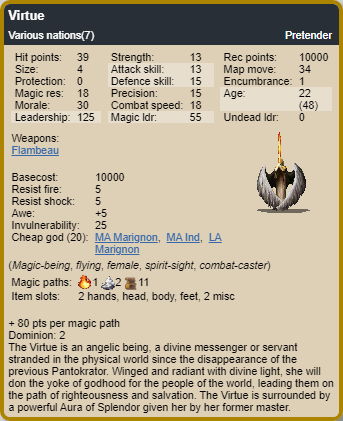 Virtue
Various nations(7) Pretender
Hit points: 39 Strength: 13 Rec points: 10000
Size: 4 Attack skill: 13 Map move: 34
Protection: 0 Defence skill: 15 Encumbrance: 1
Magic res: 18 Precision: 15 Age: 22
Morale: 30 Combat speed: 18 (48)
Leadership: 125 Magic ldr: 55 Undead ldr: 0
Weapons:
Flambeau
Basecost: 10000
Resist fire: 5
Resist shock: 5
Awe: +5
Invulnerability: 25
Cheap god (20): MA Marignon, MA Ind, LA
Marignon
(Magic-being, flying, female, spirit-sight, combat-caster)
Magic paths: 1 2 11
Item slots: 2 hands, head, body, feet, 2 misc
+ 80 pts per magic path
Dominion: 2
The Virtue is an angelic being, a divine messenger or servant
stranded in the physical world since the disappearance of the
previous Pantokrator. Winged and radiant with divine light, she will
don the yoke of godhood for the people of the world, leading them on
the path of righteousness and salvation. The Virtue is surrounded by
a powerful Aura of Splendor given her by her former master.